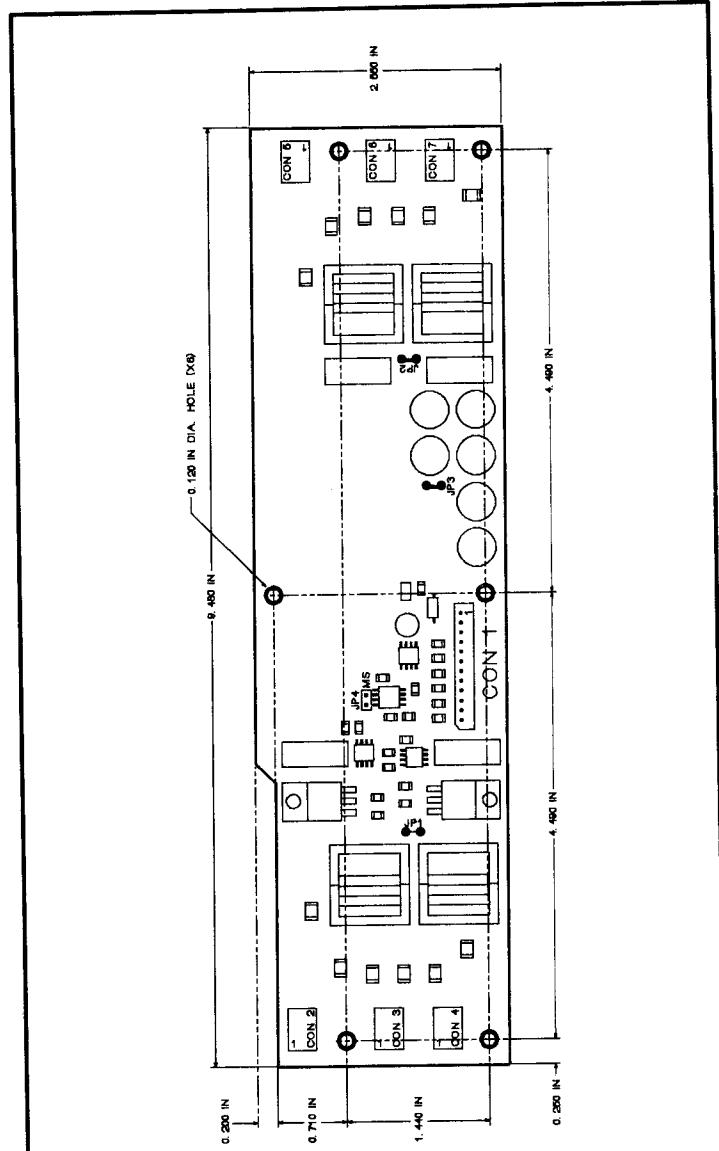 2.550 IN
CON 5
CON 6
CON 7
0.120 IN DIA. HOLE (X6)
9.480 IN
4.490 IN
JP3
JP4
MS
1
CON 1
JP1
4.490 IN
1
CON 2
1
CON 3
1
CON 4
0.200 IN
0.710 IN
1.440 IN
0.250 IN